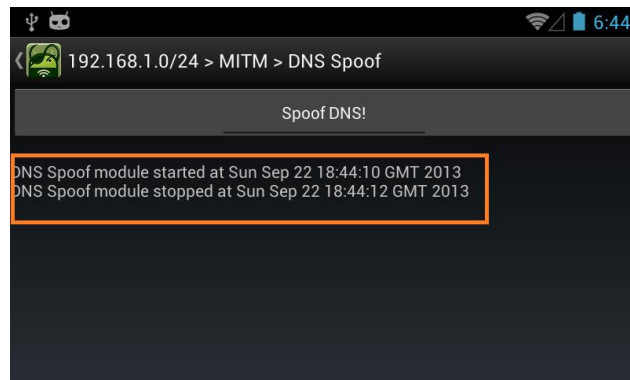 6:44
192.168.1.0/24 > MITM > DNS Spoof
Spoof DNS!
DNS Spoof module started at Sun Sep 22 18:44:10 GMT 2013
DNS Spoof module stopped at Sun Sep 22 18:44:12 GMT 2013